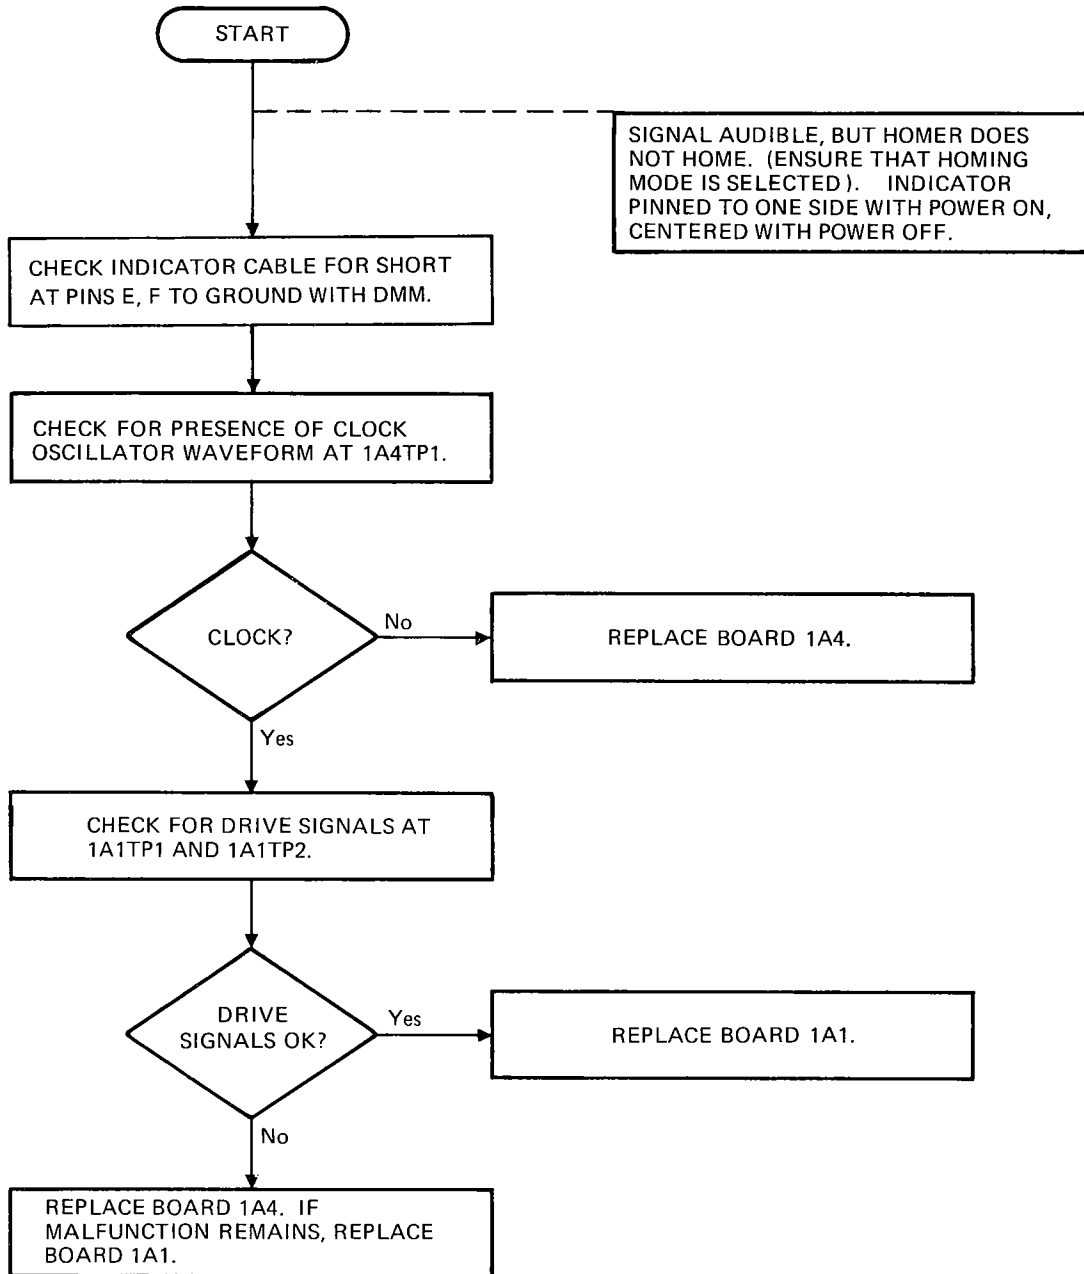 START
SIGNAL AUDIBLE, BUT HOMER DOES
NOT HOME. (ENSURE THAT HOMING
MODE IS SELECTED). INDICATOR
PINNED TO ONE SIDE WITH POWER ON,
CENTERED WITH POWER OFF.
CHECK INDICATOR CABLE FOR SHORT
AT PINS E, F TO GROUND WITH DMM.
CHECK FOR PRESENCE OF CLOCK
OSCILLATOR WAVEFORM AT 1A4TP1.
CLOCK?
No
REPLACE BOARD 1A4.
Yes
CHECK FOR DRIVE SIGNALS AT
1A1TP1 AND 1A1TP2.
DRIVE
SIGNALS OK?
Yes
REPLACE BOARD 1A1.
No
REPLACE BOARD 1A4. IF
MALFUNCTION REMAINS, REPLACE
BOARD 1A1.